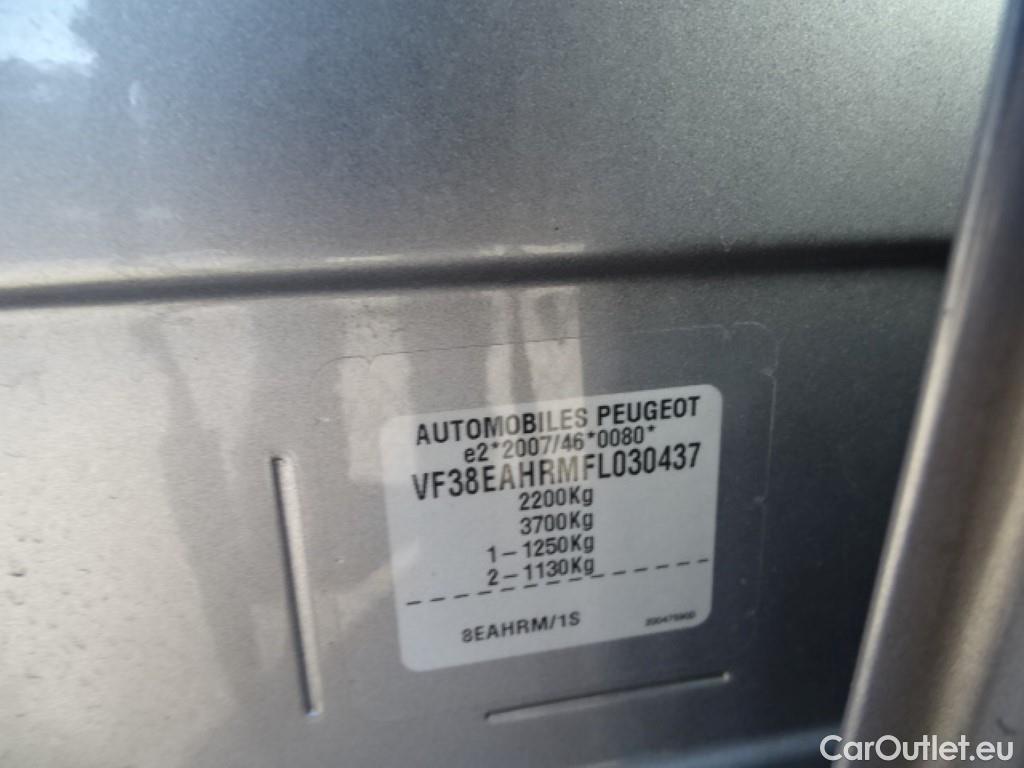 AUTOMOBILES PEUGEOT
e2*2007/46*0080*
VF38EAHRMFL030437
2200Kg
3700Kg
1-1250Kg
2-1130Kg
8EAHRM/1S
CarOutlet.eu